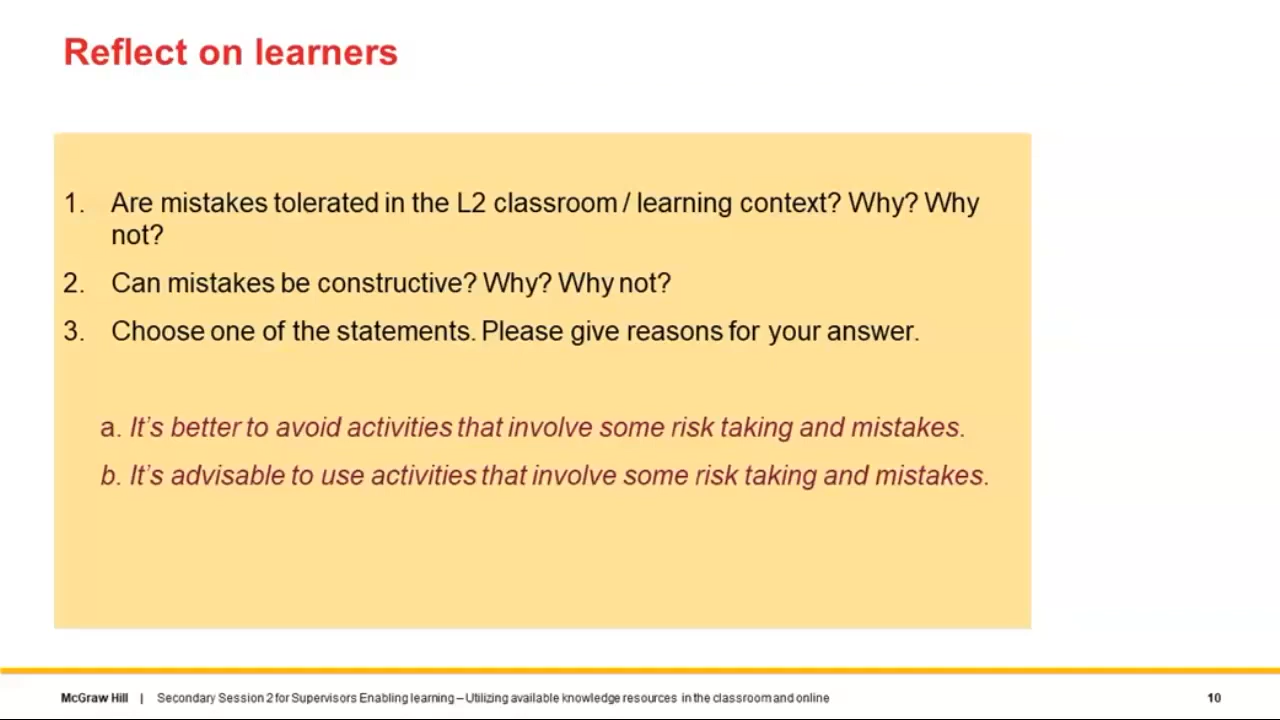 Reflect on learners
1. Are mistakes tolerated in the L2 classroom / learning context? Why? Why
not?
2. Can mistakes be constructive? Why? Why not?
3. Choose one of the statements. Please give reasons for your answer.
a. It’s better to avoid activities that involve some risk taking and mistakes.
b. It’s advisable to use activities that involve some risk taking and mistakes.
McGraw Hill | Secondary Session 2 for Supervisors Enabling learning – Utilizing available knowledge resources in the classroom and online 10